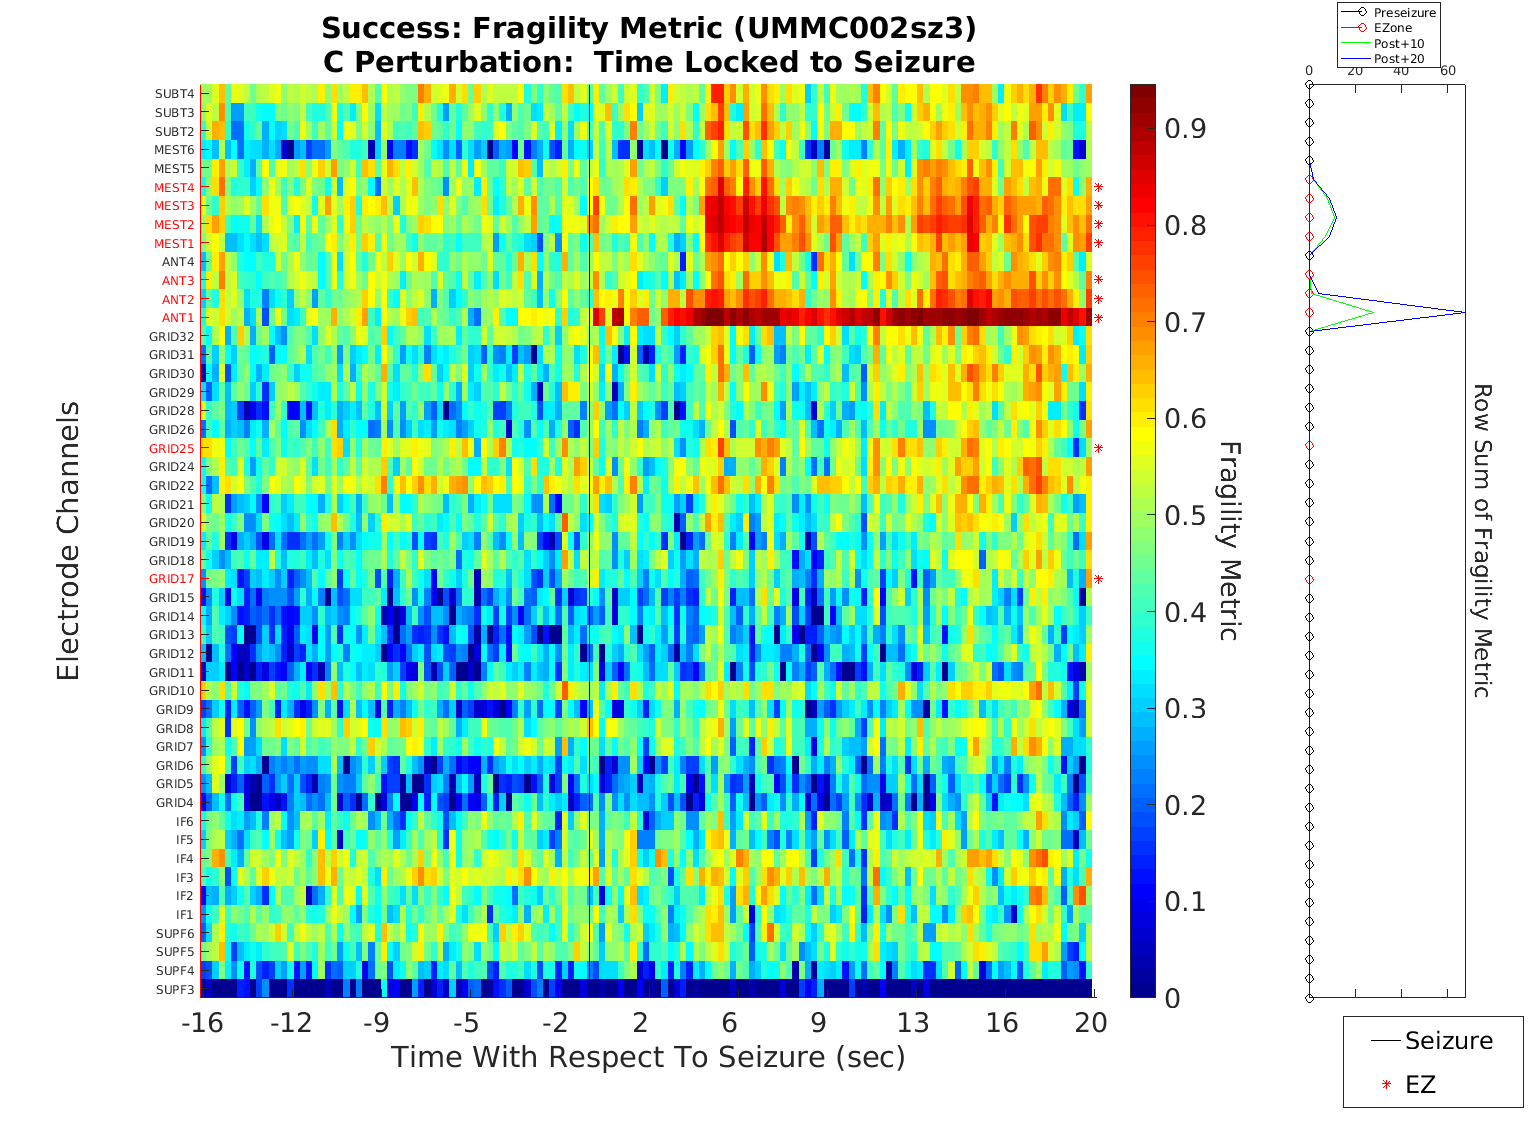 Success: Fragility Metric (UMMC002sz3)
C Perturbation:  Time Locked to Seizure
Electrode Channels
SUBT4
SUBT3
SUBT2
MEST6
MEST5
MEST4
MEST3
MEST2
MEST1
ANT4
ANT3
ANT2
ANT1
GRID32
GRID31
GRID30
GRID29
GRID28
GRID26
GRID25
GRID24
GRID22
GRID21
GRID20
GRID19
GRID18
GRID17
GRID15
GRID14
GRID13
GRID12
GRID11
GRID10
GRID9
GRID8
GRID7
GRID6
GRID5
GRID4
IF6
IF5
IF4
IF3
IF2
IF1
SUPF6
SUPF5
SUPF4
SUPF3
-16 -12 -9 -5 -2 2 6 9 13 16 20
Time With Respect To Seizure (sec)
0.9
0.8
0.7
0.6
0.5
0.4
0.3
0.2
0.1
0
Fragility Metric
Preseizure
EZone
Post+10
Post+20
0 20 40 60
Row Sum of Fragility Metric
Seizure
EZ